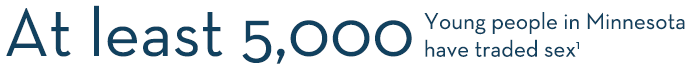 At least 5,000
Young people in Minnesota
have traded sex¹